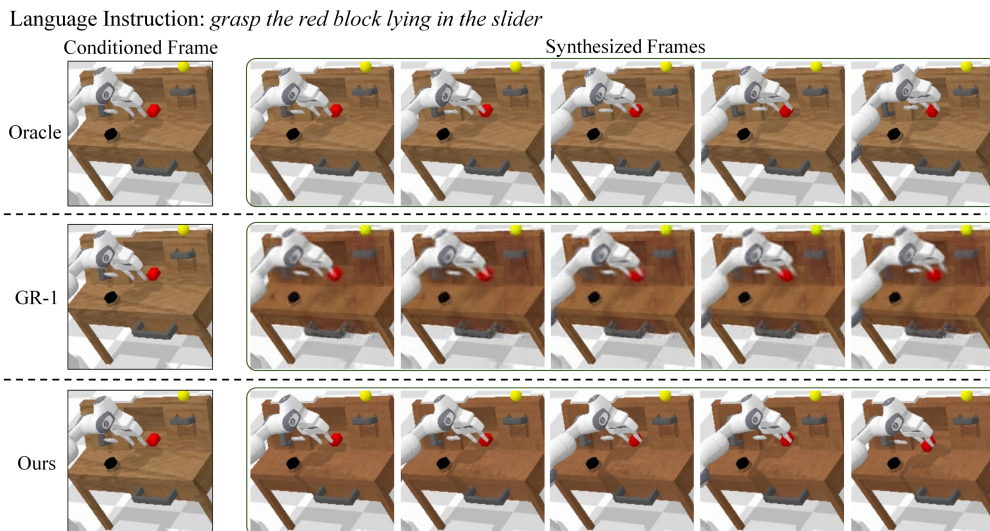 Language Instruction: grasp the red block lying in the slider
Conditioned Frame
Synthesized Frames
Oracle
GR-1
Ours